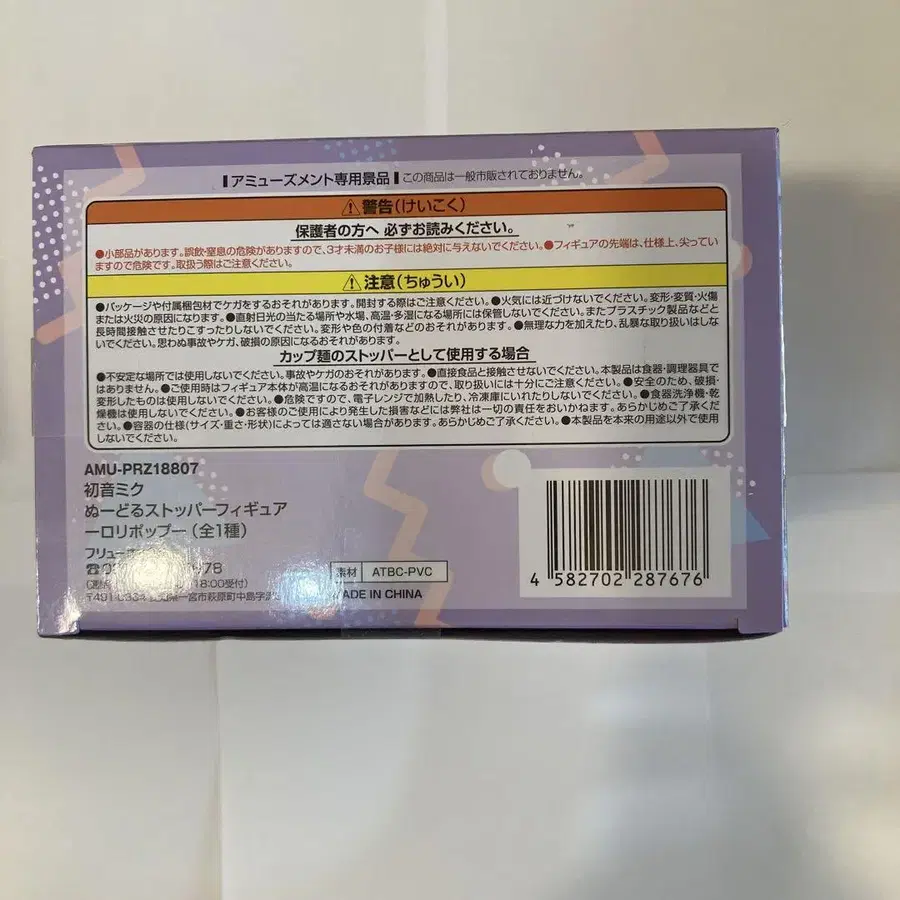 アミューズメント専用景品 この商品は一般市販されておりません。
⚠警告(けいこく)
保護者の方へ 必ずお読みください。
●小部品があります。誤飲・窒息の危険がありますので、3才未満のお子様には絶対に与えないでください。●フィギュアの先端は、仕様上、尖ってい
ますので危険です。取扱う際はご注意ください。
⚠注意(ちゅうい)
●パッケージや付属梱包材でケガをするおそれがあります。開封する際はご注意ください。●火気には近づけないでください。変形・変質・火傷
または火災の原因になります。●直射日光の当たる場所や水場、高温・多湿になる場所には保管しないでください。またプラスチック製品などと
長時間接触させたりこすったりしないでください。変形や色の付着などのおそれがあります。●無理な力を加えたり、乱暴な取り扱いはしな
いでください。思わぬ事故やケガ、破損の原因になるおそれがあります。
カップ麺のストッパーとして使用する場合
●不安定な場所では使用しないでください。事故やケガのおそれがあります。●直接食品と接触させないでください。本製品は食器・調理器具で
はありません。●ご使用時はフィギュア本体が高温になるおそれがありますので、取り扱いには十分にご注意ください。●安全のため、破損・
変形したものは使用しないでください。●危険ですので、電子レンジで加熱したり、冷凍庫にいれたりしないでください。●食器洗浄機・乾
燥機は使用しないでください。●お客様のご使用により発生した損害などには弊社は一切の責任をおいかねます。あらかじめご了承くだ
さい。●容器の仕様(サイズ・重さ・形状)によっては適さない場合があります。あらかじめご了承ください。●本製品を本来の用途以外で使用
しないでください。
AMU-PRZ18807
初音ミク
ぬーどるストッパーフィギュア
ーロリポップー(全1種)
フリュー
素材 ATBC-PVC
18:00受付)
一宮市萩原町中島字
MADE IN CHINA
4 582702 287676